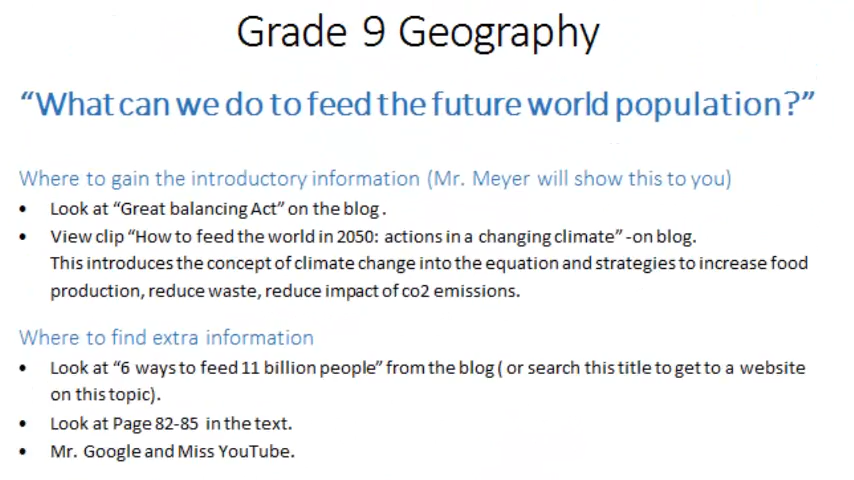 Grade 9 Geography
“What can we do to feed the future world population?”
Where to gain the introductory information (Mr. Meyer will show this to you)
• Look at “Great balancing Act” on the blog.
• View clip “How to feed the world in 2050: actions in a changing climate” -on blog.
This introduces the concept of climate change into the equation and strategies to increase food
production, reduce waste, reduce impact of co2 emissions.
Where to find extra information
• Look at “6 ways to feed 11 billion people” from the blog ( or search this title to get to a website
on this topic).
• Look at Page 82-85 in the text.
• Mr. Google and Miss YouTube.